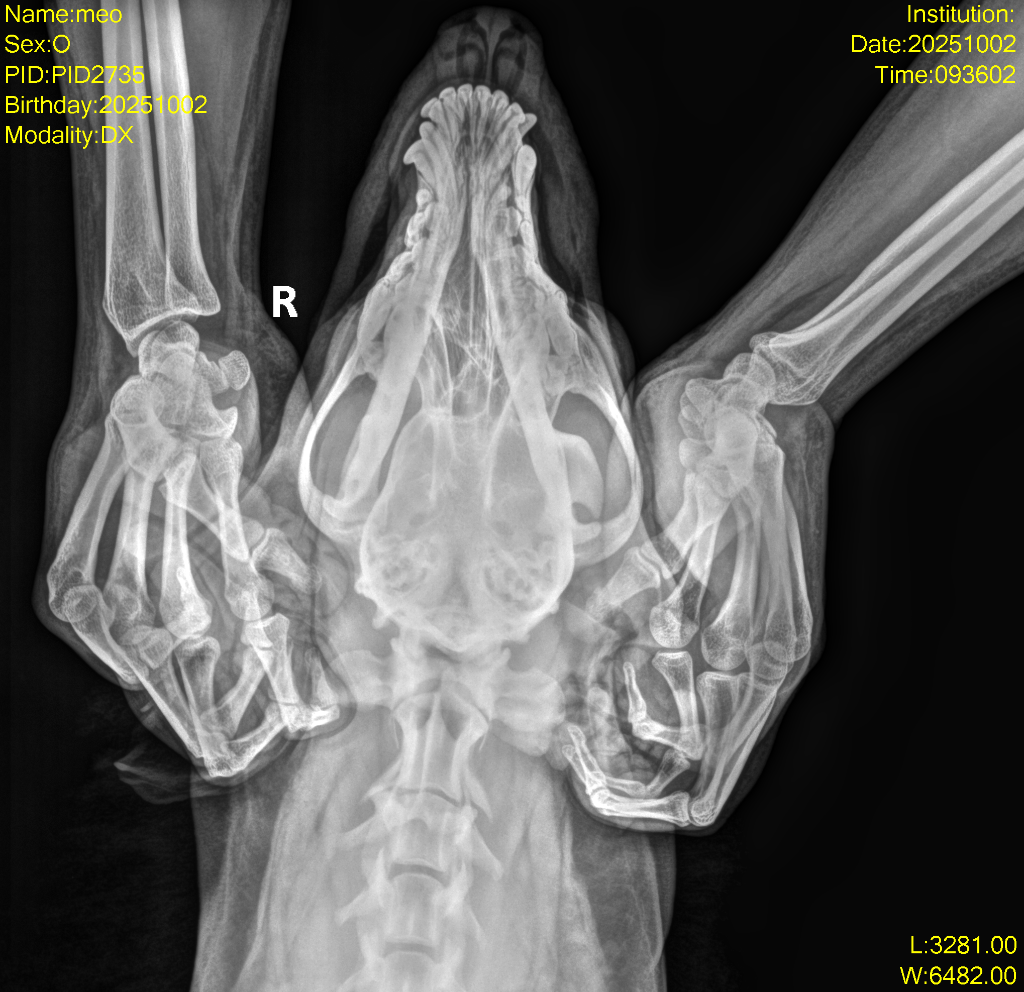 Name:meo
Sex:O
PID:PID2735
Birthday:20251002
Modality:DX
Institution:
Date:20251002
Time:093602
R
L:3281.00
W:6482.00